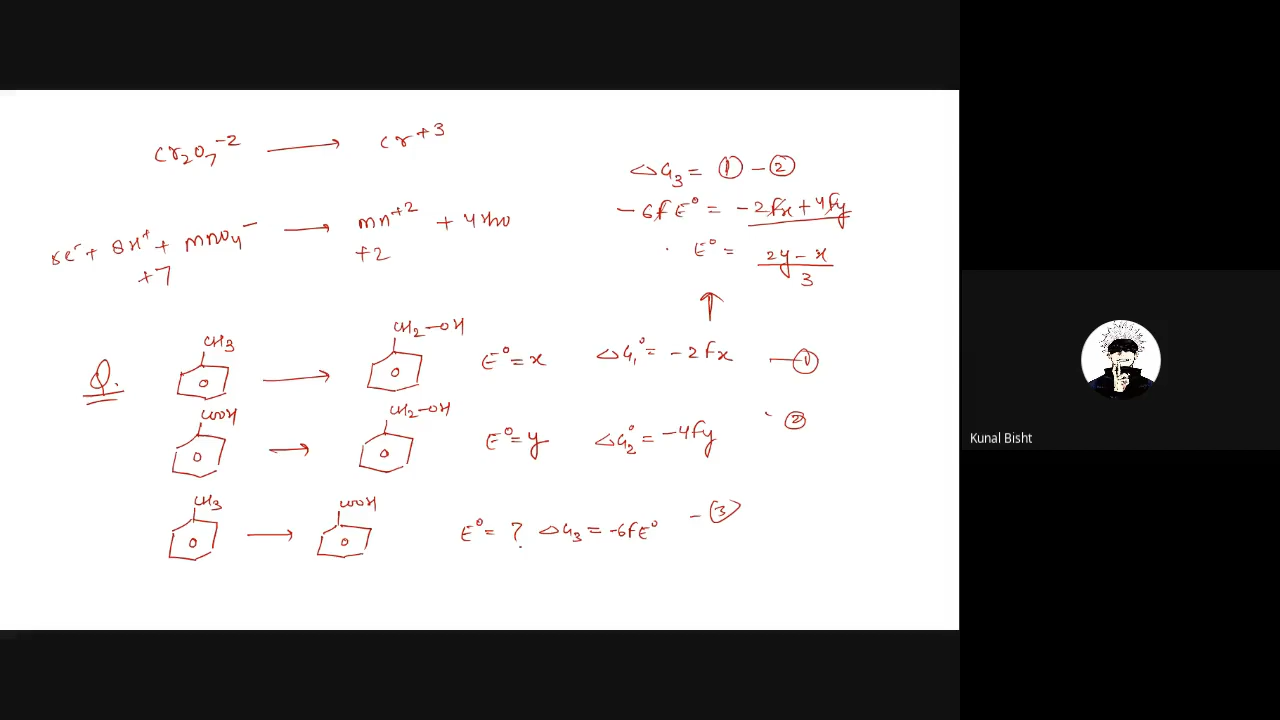 Cr₂O₇⁻² ⟶ Cr⁺³
8e⁻ + 8H⁺ + MnO₄⁻ ⟶ Mn⁺² + 4H₂O
+7 +2
ΔG₃ = ① − ②
−6FE° = −2Fx + 4Fy
E° = 2y − x / 3
Q.
CH₃ ⟶ CH₂−OH E° = x ΔG₁° = −2Fx —①
COOH ⟶ CH₂−OH E° = y ΔG₂° = −4Fy ②
CH₃ ⟶ COOH E° = ? ΔG₃ = −6FE° −③
Kunal Bisht